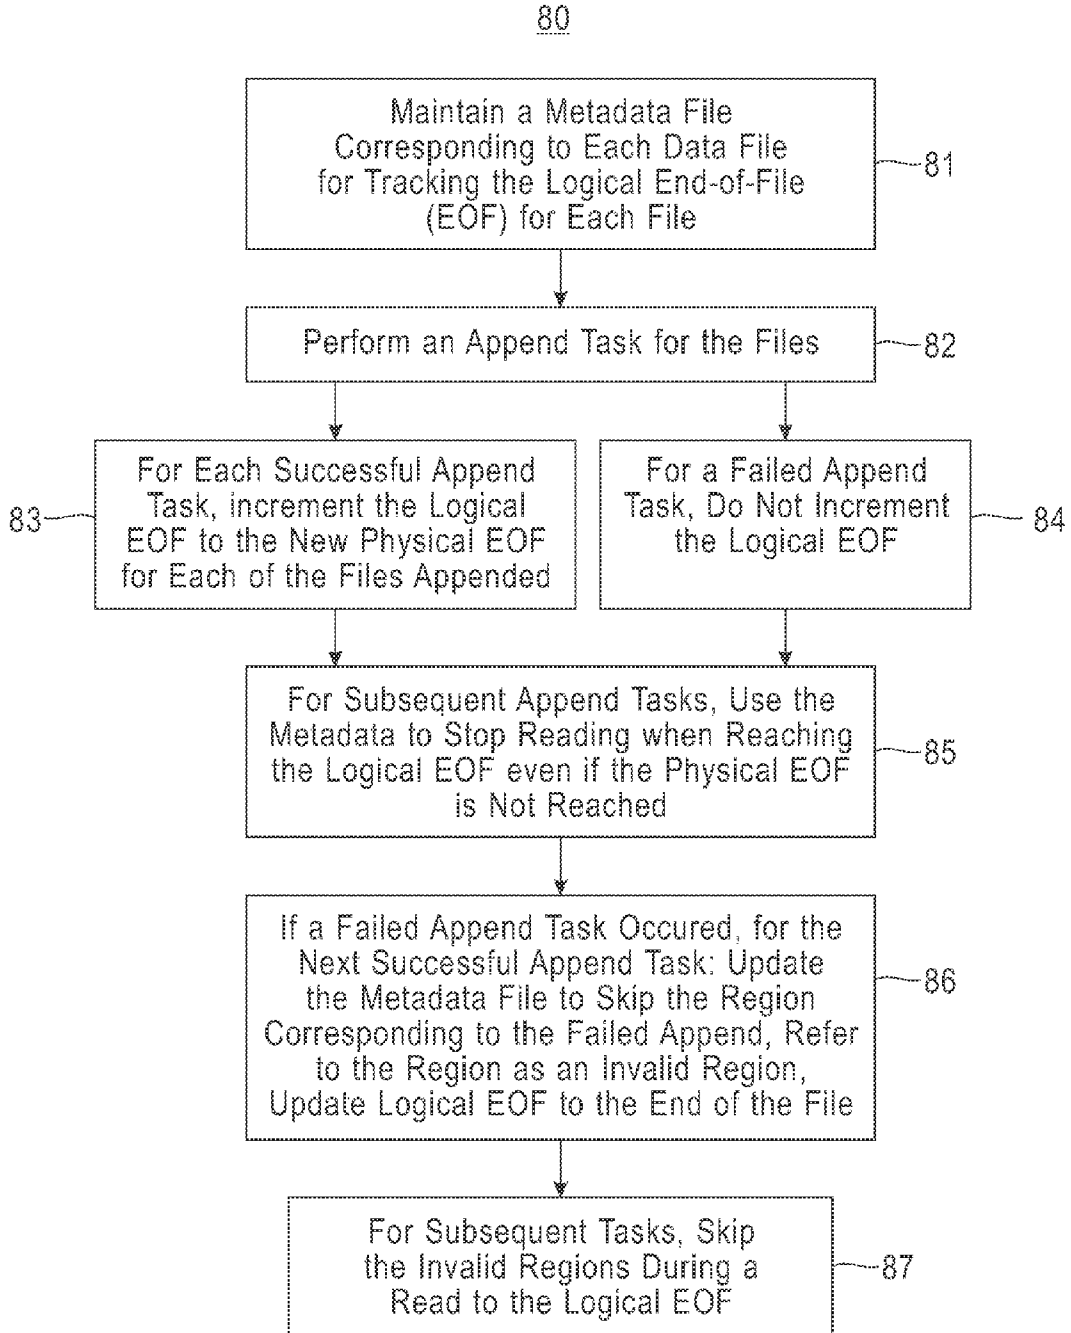 80
Maintain a Metadata File
Corresponding to Each Data File
for Tracking the Logical End-of-File
(EOF) for Each File
81
Perform an Append Task for the Files
82
For Each Successful Append
Task, increment the Logical
EOF to the New Physical EOF
for Each of the Files Appended
83
For a Failed Append
Task, Do Not Increment
the Logical EOF
84
For Subsequent Append Tasks, Use the
Metadata to Stop Reading when Reaching
the Logical EOF even if the Physical EOF
is Not Reached
85
If a Failed Append Task Occured, for the
Next Successful Append Task: Update
the Metadata File to Skip the Region
Corresponding to the Failed Append, Refer
to the Region as an Invalid Region,
Update Logical EOF to the End of the File
86
For Subsequent Tasks, Skip
the Invalid Regions During a
Read to the Logical EOF
87